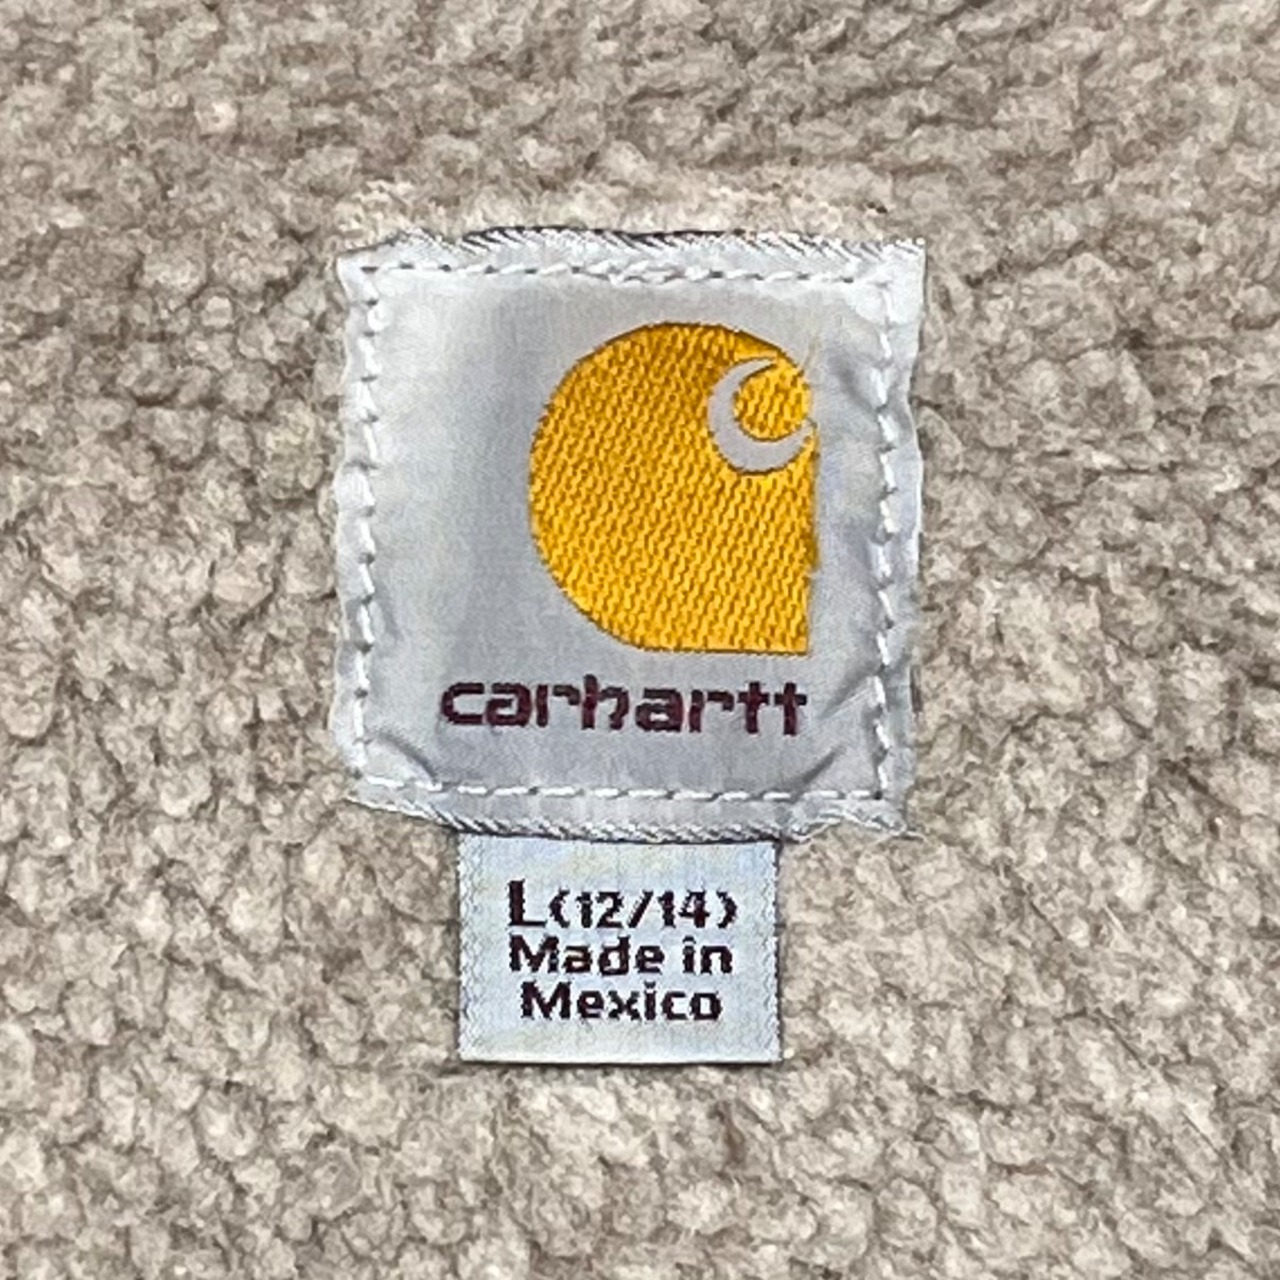 carhartt
L(12/14)
Made in
Mexico